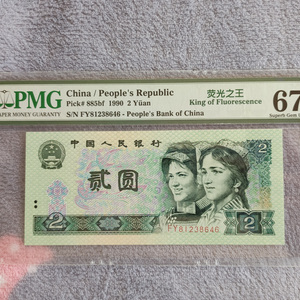 PMG
PAPER MONEY GUARANTY
China / People's Republic
Pick# 885bf 1990 2 Yüan
S/N FY81238646 - People's Bank of China
荧光之王
King of Fluorescence
67
Superb Gem
中国人民银行
贰圆
2
2
FY81238646